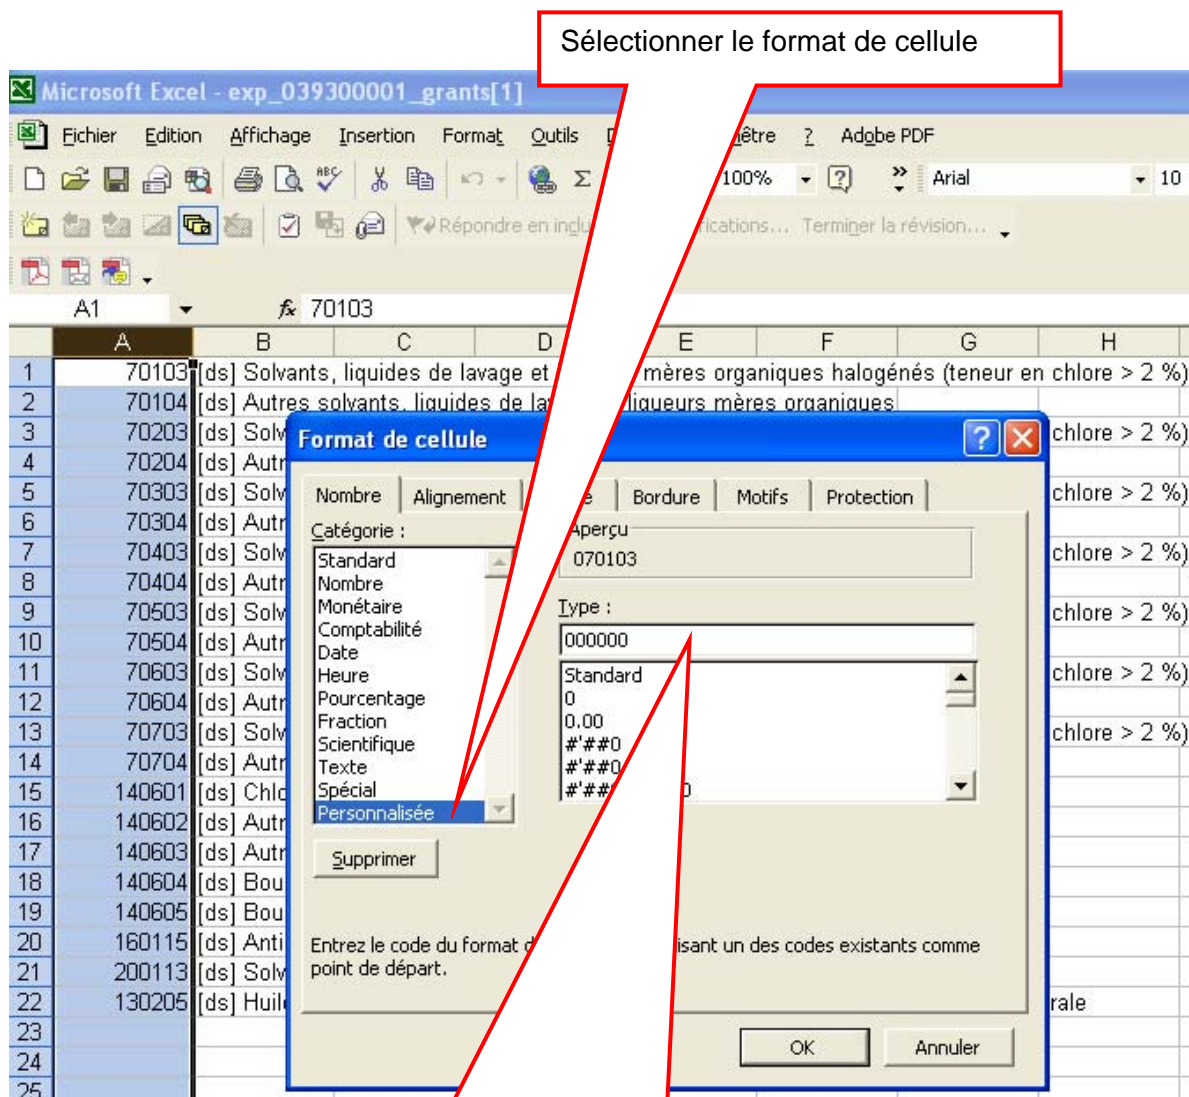 Sélectionner le format de cellule
Microsoft Excel - exp_039300001_grants[1]
Fichier Edition Affichage Insertion Format Outils être ? Adobe PDF
100% Arial 10
Répondre en Terminer la révision...
A1 fx 70103
A B C D E F G H
1 70103 [ds] Solvants, liquides de lavage et mères organiques halogénés (teneur en chlore > 2 %)
2 70104 [ds] Autres solvants, liquides de liqueurs mères organiques
3 70203 [ds] Solv chlore > 2 %)
4 70204 [ds] Autr
5 70303 [ds] Solv chlore > 2 %)
6 70304 [ds] Autr
7 70403 [ds] Solv chlore > 2 %)
8 70404 [ds] Autr
9 70503 [ds] Solv chlore > 2 %)
10 70504 [ds] Autr
11 70603 [ds] Solv chlore > 2 %)
12 70604 [ds] Autr
13 70703 [ds] Solv chlore > 2 %)
14 70704 [ds] Autr
15 140601 [ds] Chlo
16 140602 [ds] Autr
17 140603 [ds] Autr
18 140604 [ds] Bou
19 140605 [ds] Bou
20 160115 [ds] Anti
21 200113 [ds] Solv
22 130205 [ds] Huile rale
23
24
25
Format de cellule
Nombre Alignement Bordure Motifs Protection
Catégorie :
Standard
Nombre
Monétaire
Comptabilité
Date
Heure
Pourcentage
Fraction
Scientifique
Texte
Spécial
Personnalisée
Supprimer
Aperçu
070103
Type :
000000
Standard
0
0.00
#'##0
#'##0
#'##0
Entrez le code du format isant un des codes existants comme
point de départ.
OK Annuler